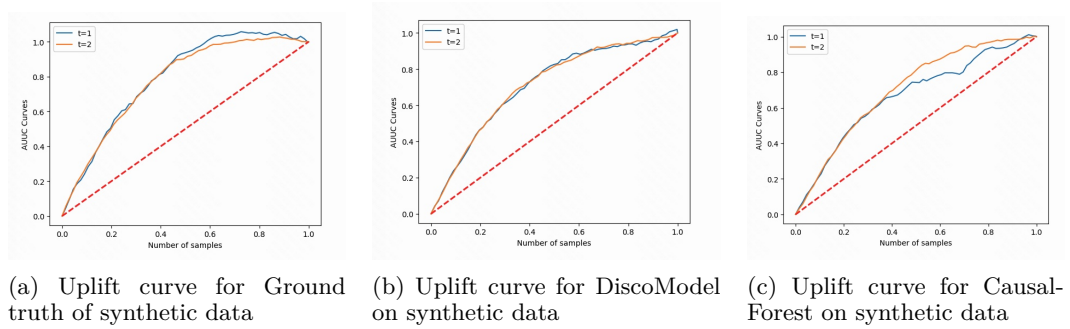 t=1
t=2
1.0
0.8
0.6
0.4
0.2
0.0
AUUC Curves
0.0 0.2 0.4 0.6 0.8 1.0
Number of samples
(a) Uplift curve for Ground
truth of synthetic data
t=1
t=2
1.0
0.8
0.6
0.4
0.2
0.0
AUUC Curves
0.0 0.2 0.4 0.6 0.8 1.0
Number of samples
(b) Uplift curve for DiscoModel
on synthetic data
t=1
t=2
1.0
0.8
0.6
0.4
0.2
0.0
AUUC Curves
0.0 0.2 0.4 0.6 0.8 1.0
Number of samples
(c) Uplift curve for Causal-
Forest on synthetic data